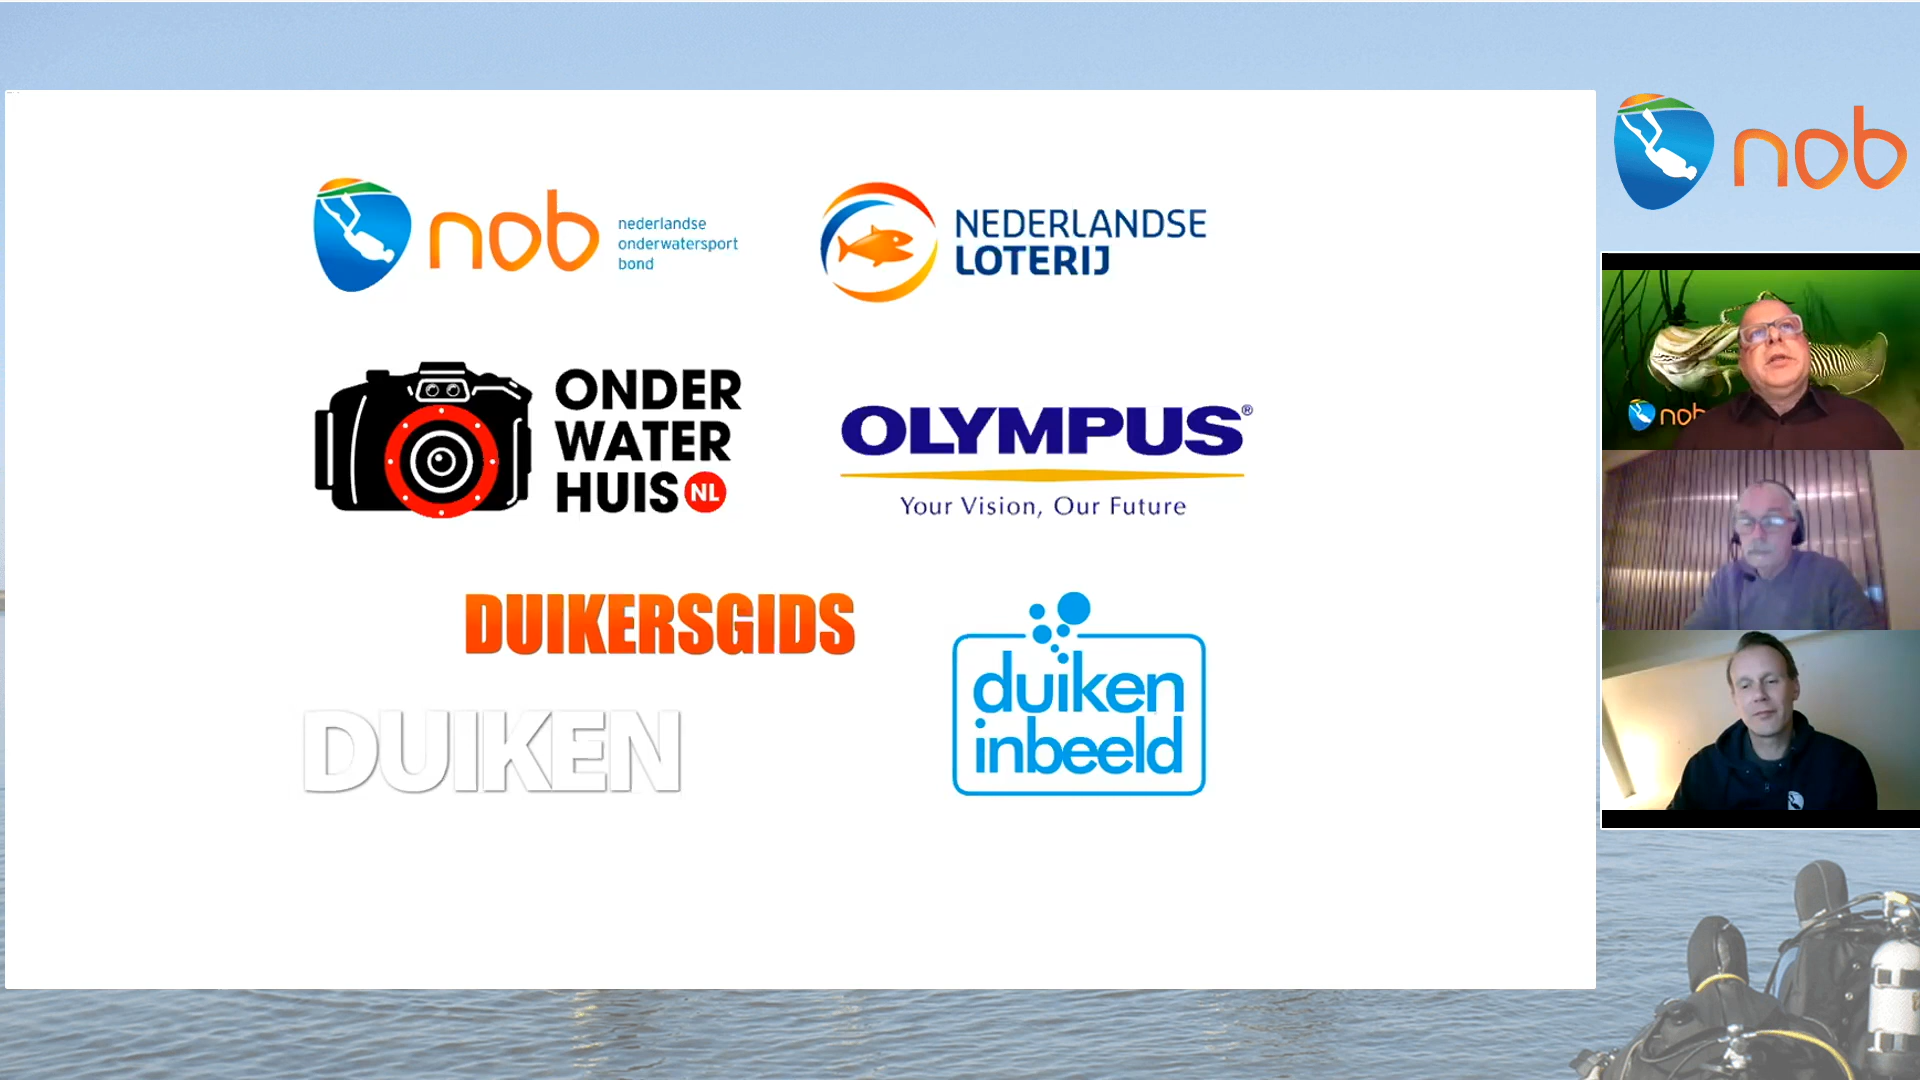 nob
nederlandse
onderwatersport
bond
NEDERLANDSE
LOTERIJ
ONDER
WATER
HUIS NL
OLYMPUS®
Your Vision, Our Future
DUIKERSGIDS
DUIKEN
duiken
inbeeld
nob
nob